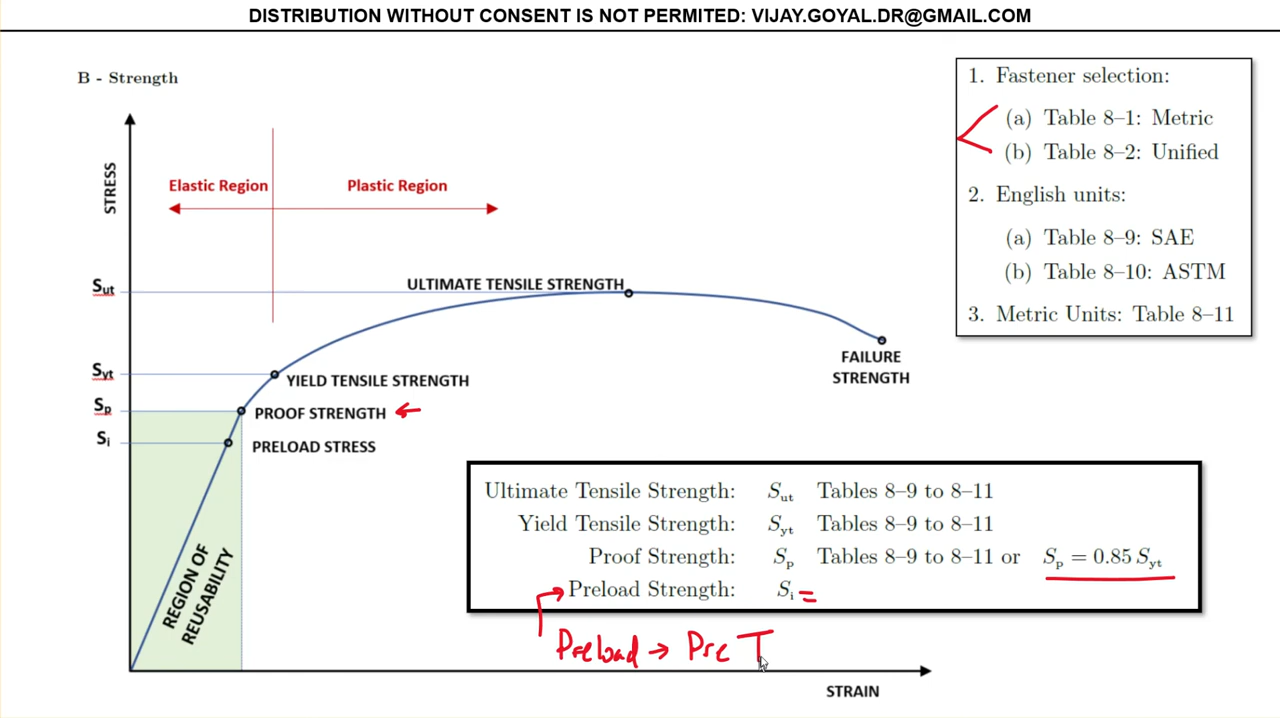 DISTRIBUTION WITHOUT CONSENT IS NOT PERMITED: VIJAY.GOYAL.DR@GMAIL.COM
B - Strength
STRESS
Elastic Region
Plastic Region
Sut
ULTIMATE TENSILE STRENGTH
FAILURE
STRENGTH
Syt
YIELD TENSILE STRENGTH
Sp
PROOF STRENGTH
Si
PRELOAD STRESS
REGION OF
REUSABILITY
STRAIN
1. Fastener selection:
(a) Table 8–1: Metric
(b) Table 8–2: Unified
2. English units:
(a) Table 8–9: SAE
(b) Table 8–10: ASTM
3. Metric Units: Table 8–11
Ultimate Tensile Strength: Sut Tables 8–9 to 8–11
Yield Tensile Strength: Syt Tables 8–9 to 8–11
Proof Strength: Sp Tables 8–9 to 8–11 or Sp = 0.85 Syt
Preload Strength: Si =
Preload → Pre T